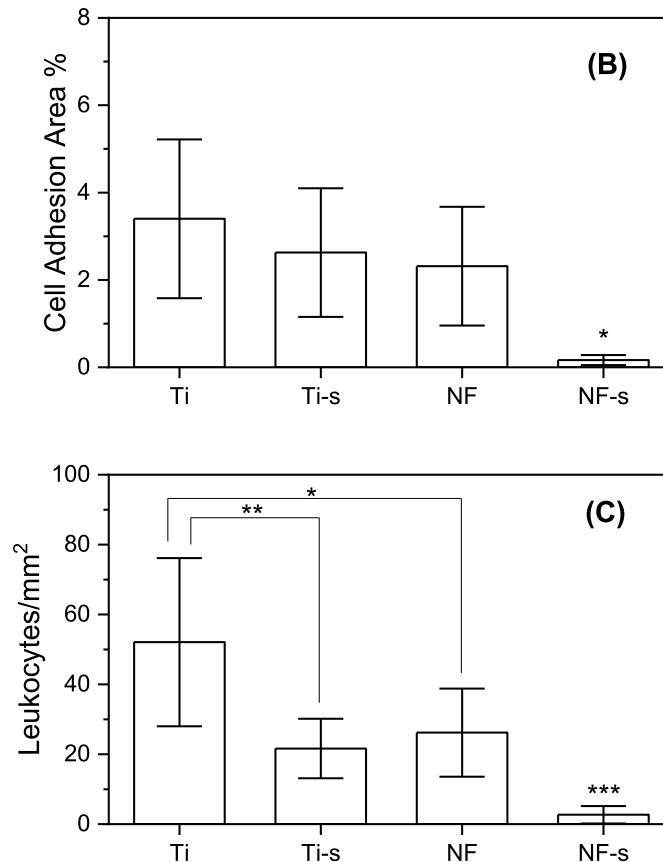 8
(B)
6
Cell Adhesion Area %
4
2
*
0
Ti Ti-s NF NF-s
100
*
(C)
**
80
Leukocytes/mm²
60
40
20
***
0
Ti Ti-s NF NF-s